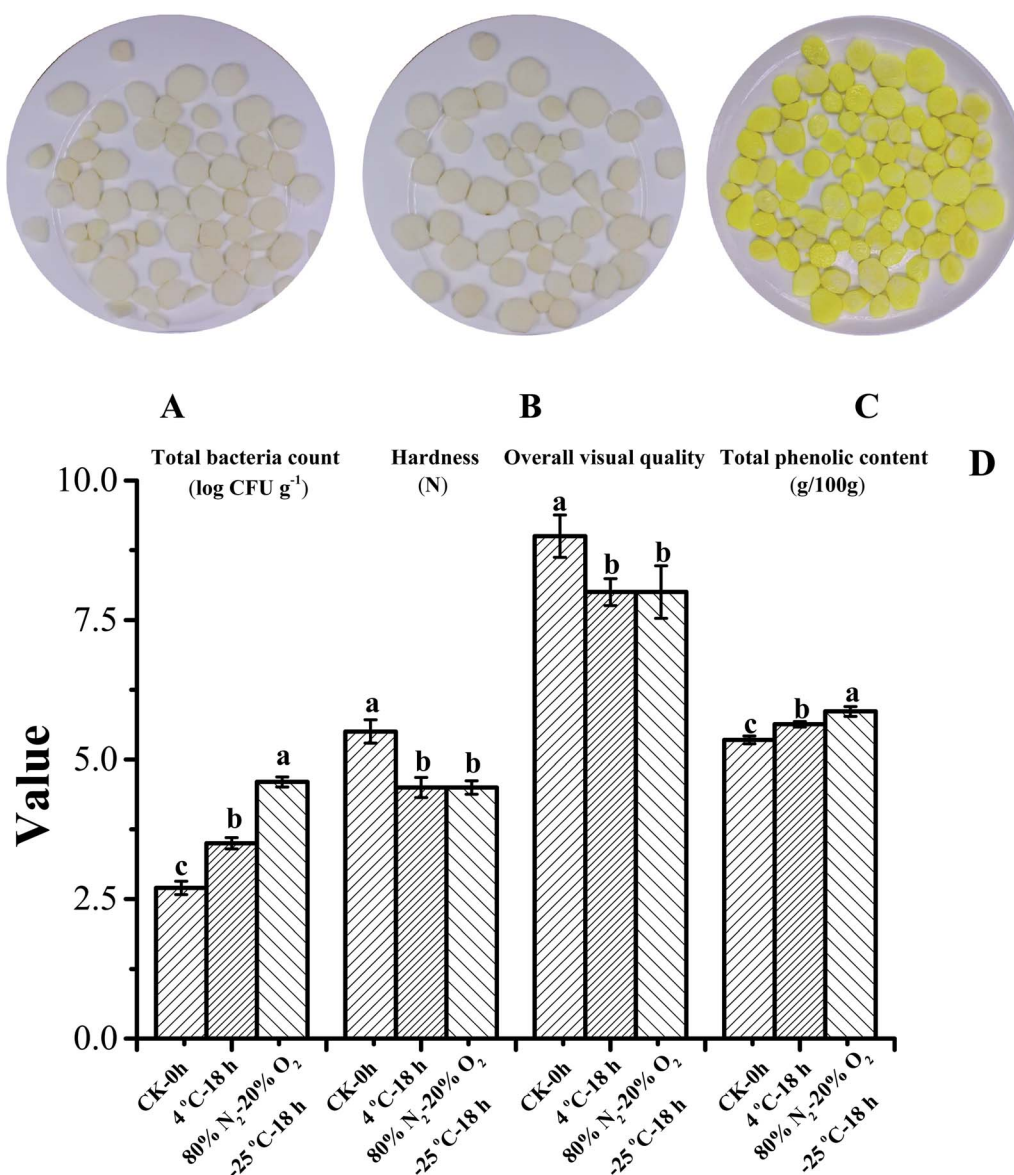 A
B
C
Total bacteria count
(log CFU g⁻¹)
Hardness
(N)
Overall visual quality
Total phenolic content
(g/100g)
D
10.0
7.5
5.0
2.5
0.0
Value
c
b
a
a
b
b
a
b
b
c
b
a
CK-0h
4 °C-18 h
80% N₂-20% O₂
-25 °C-18 h
CK-0h
4 °C-18 h
80% N₂-20% O₂
-25 °C-18 h
CK-0h
4 °C-18 h
80% N₂-20% O₂
-25 °C-18 h
CK-0h
4 °C-18 h
80% N₂-20% O₂
-25 °C-18 h